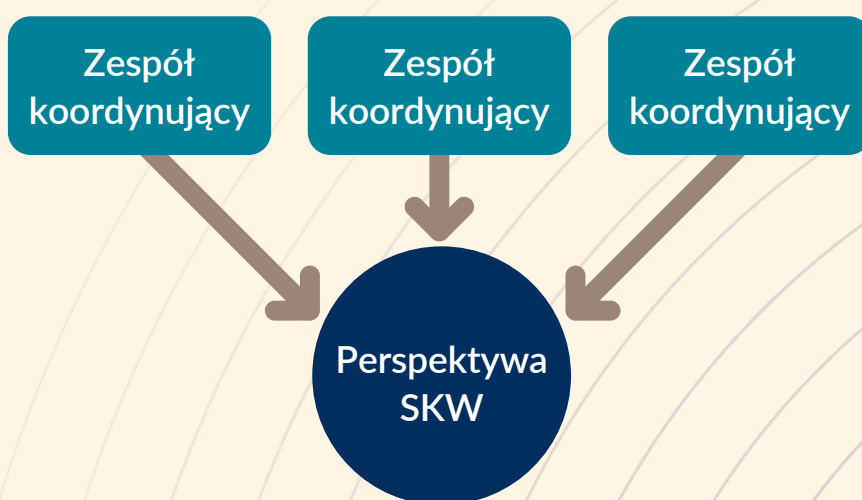 Zespół
koordynujący
Zespół
koordynujący
Zespół
koordynujący
Perspektywa
SKW